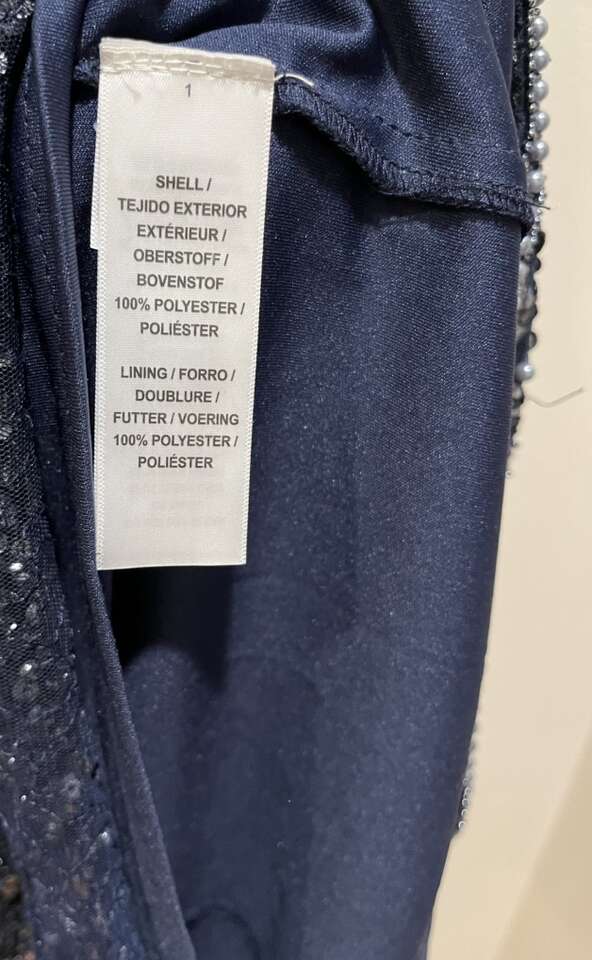 1
SHELL /
TEJIDO EXTERIOR
EXTÉRIEUR /
OBERSTOFF /
BOVENSTOF
100% POLYESTER /
POLIÉSTER
LINING / FORRO /
DOUBLURE /
FUTTER / VOERING
100% POLYESTER /
POLIÉSTER